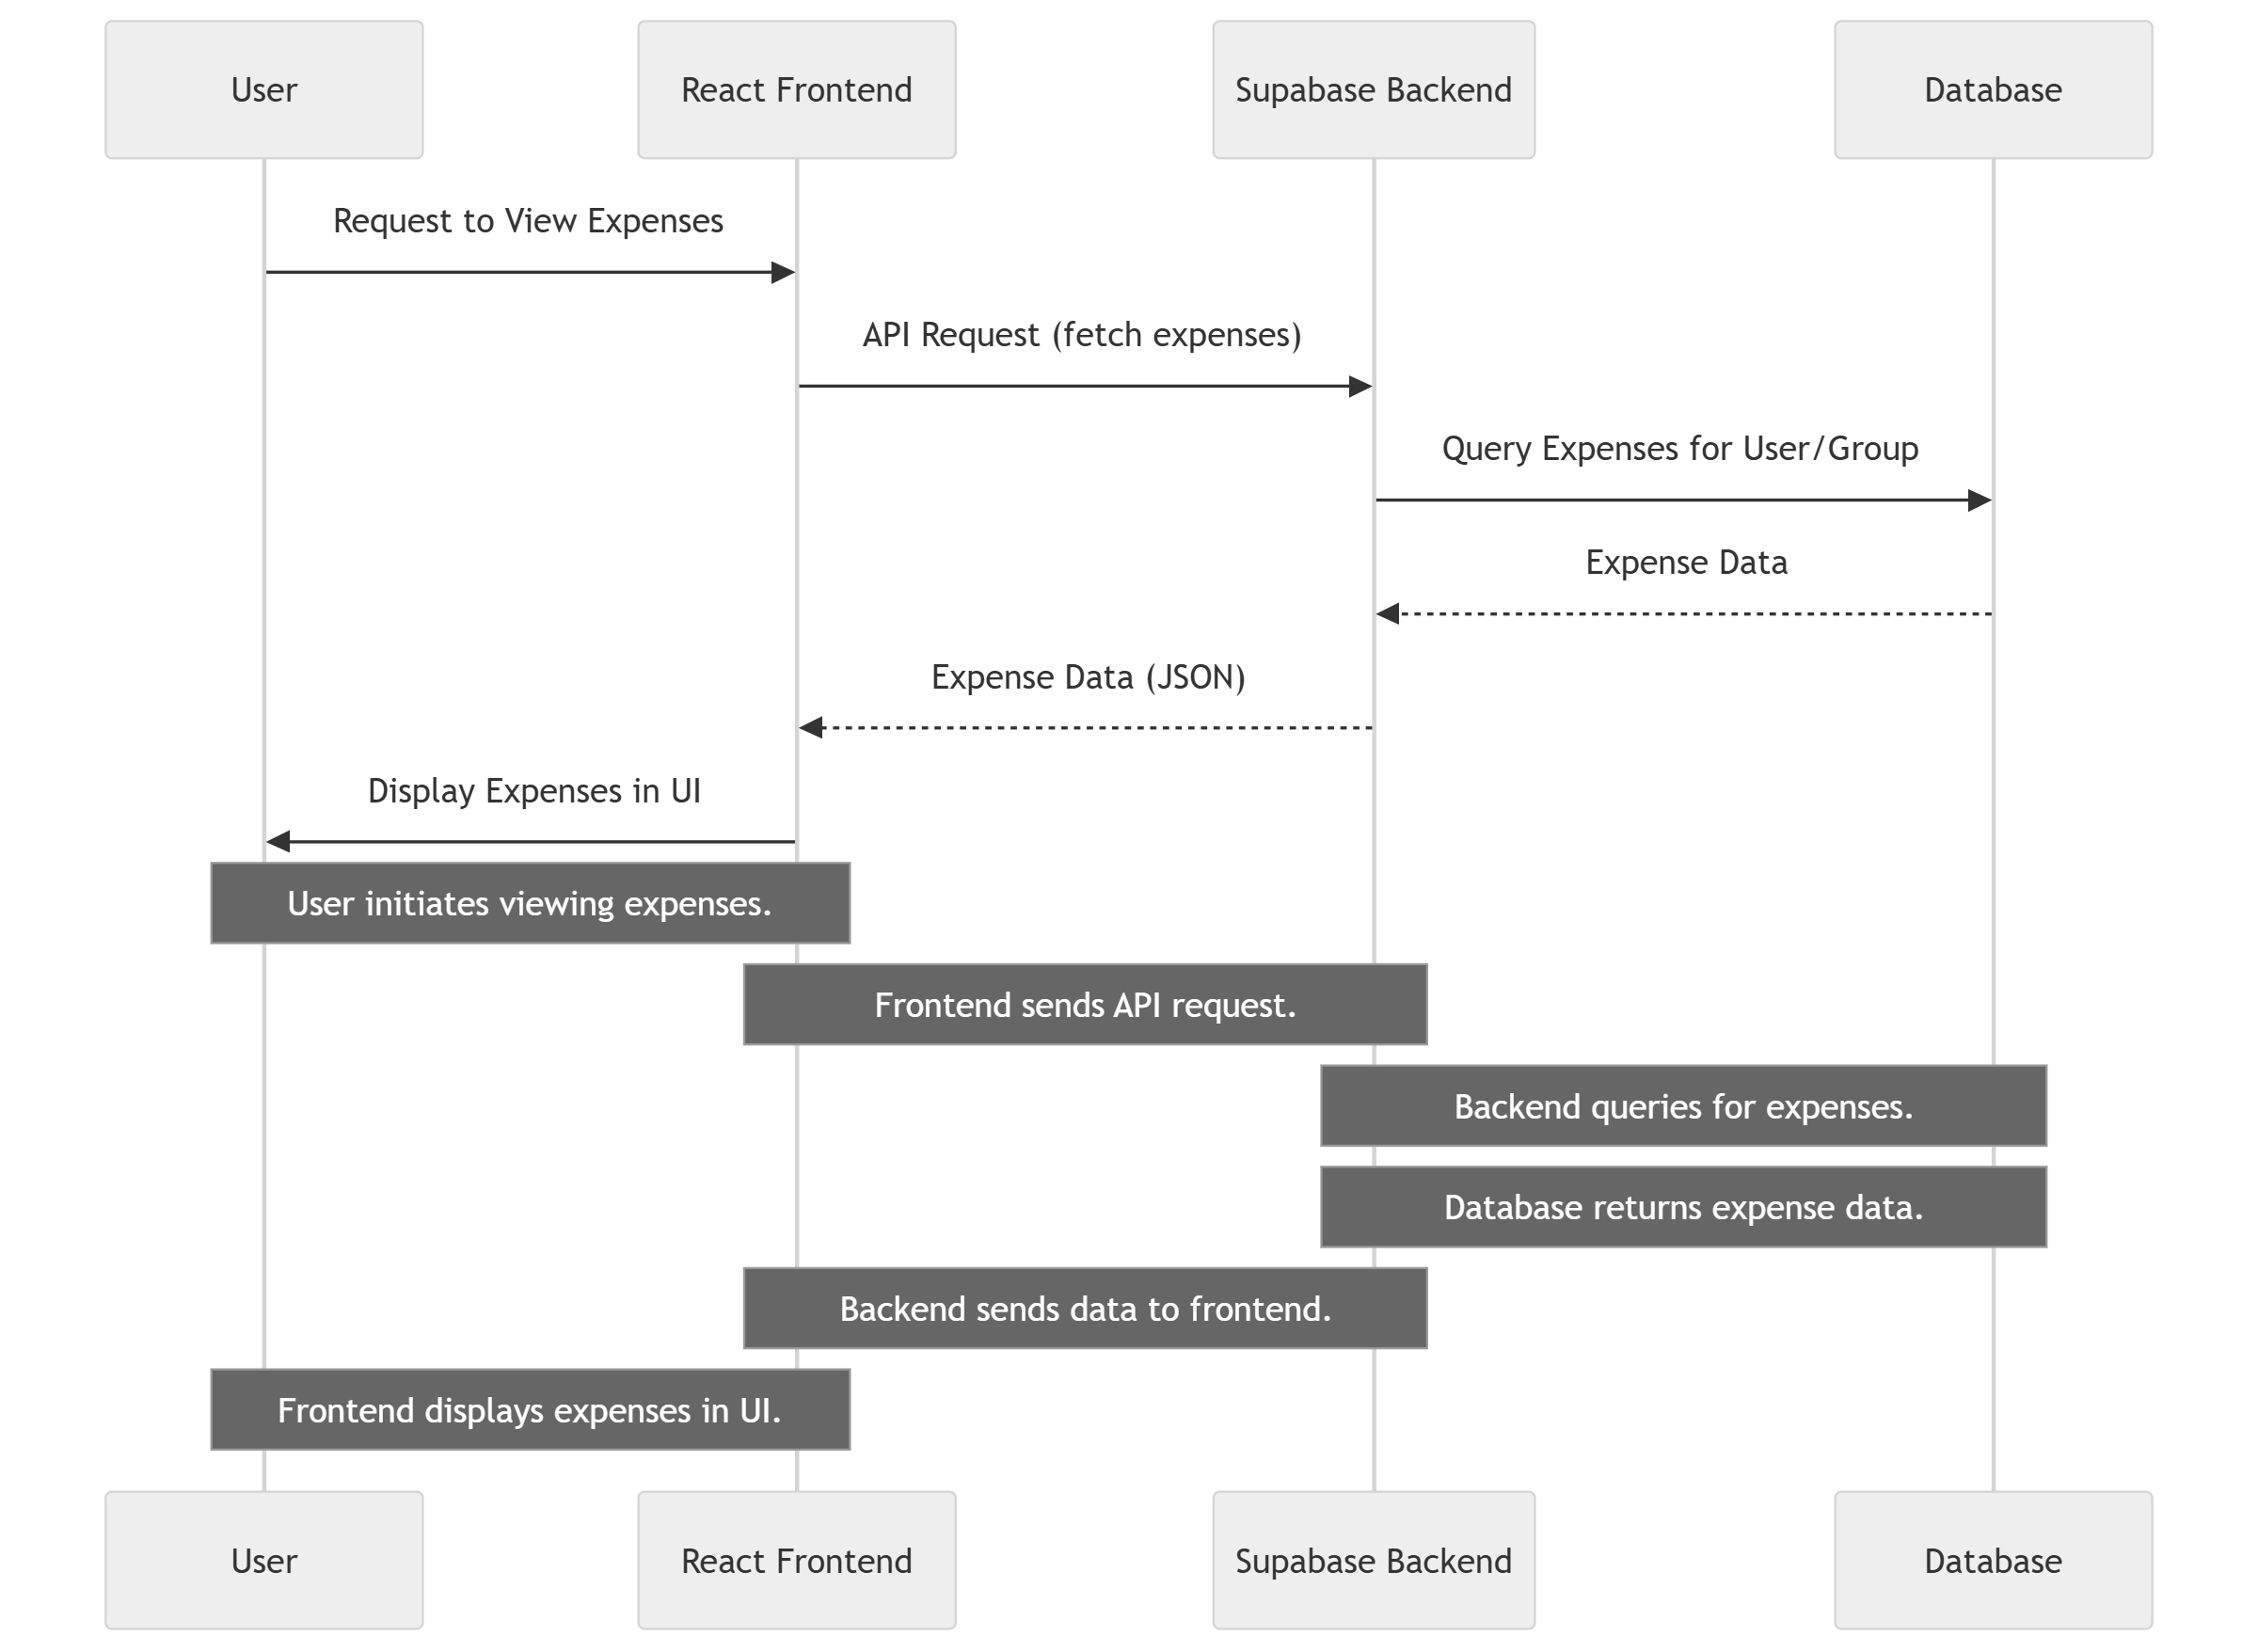 User
React Frontend
Supabase Backend
Database
Request to View Expenses
API Request (fetch expenses)
Query Expenses for User/Group
Expense Data
Expense Data (JSON)
Display Expenses in UI
User initiates viewing expenses.
Frontend sends API request.
Backend queries for expenses.
Database returns expense data.
Backend sends data to frontend.
Frontend displays expenses in UI.
User
React Frontend
Supabase Backend
Database